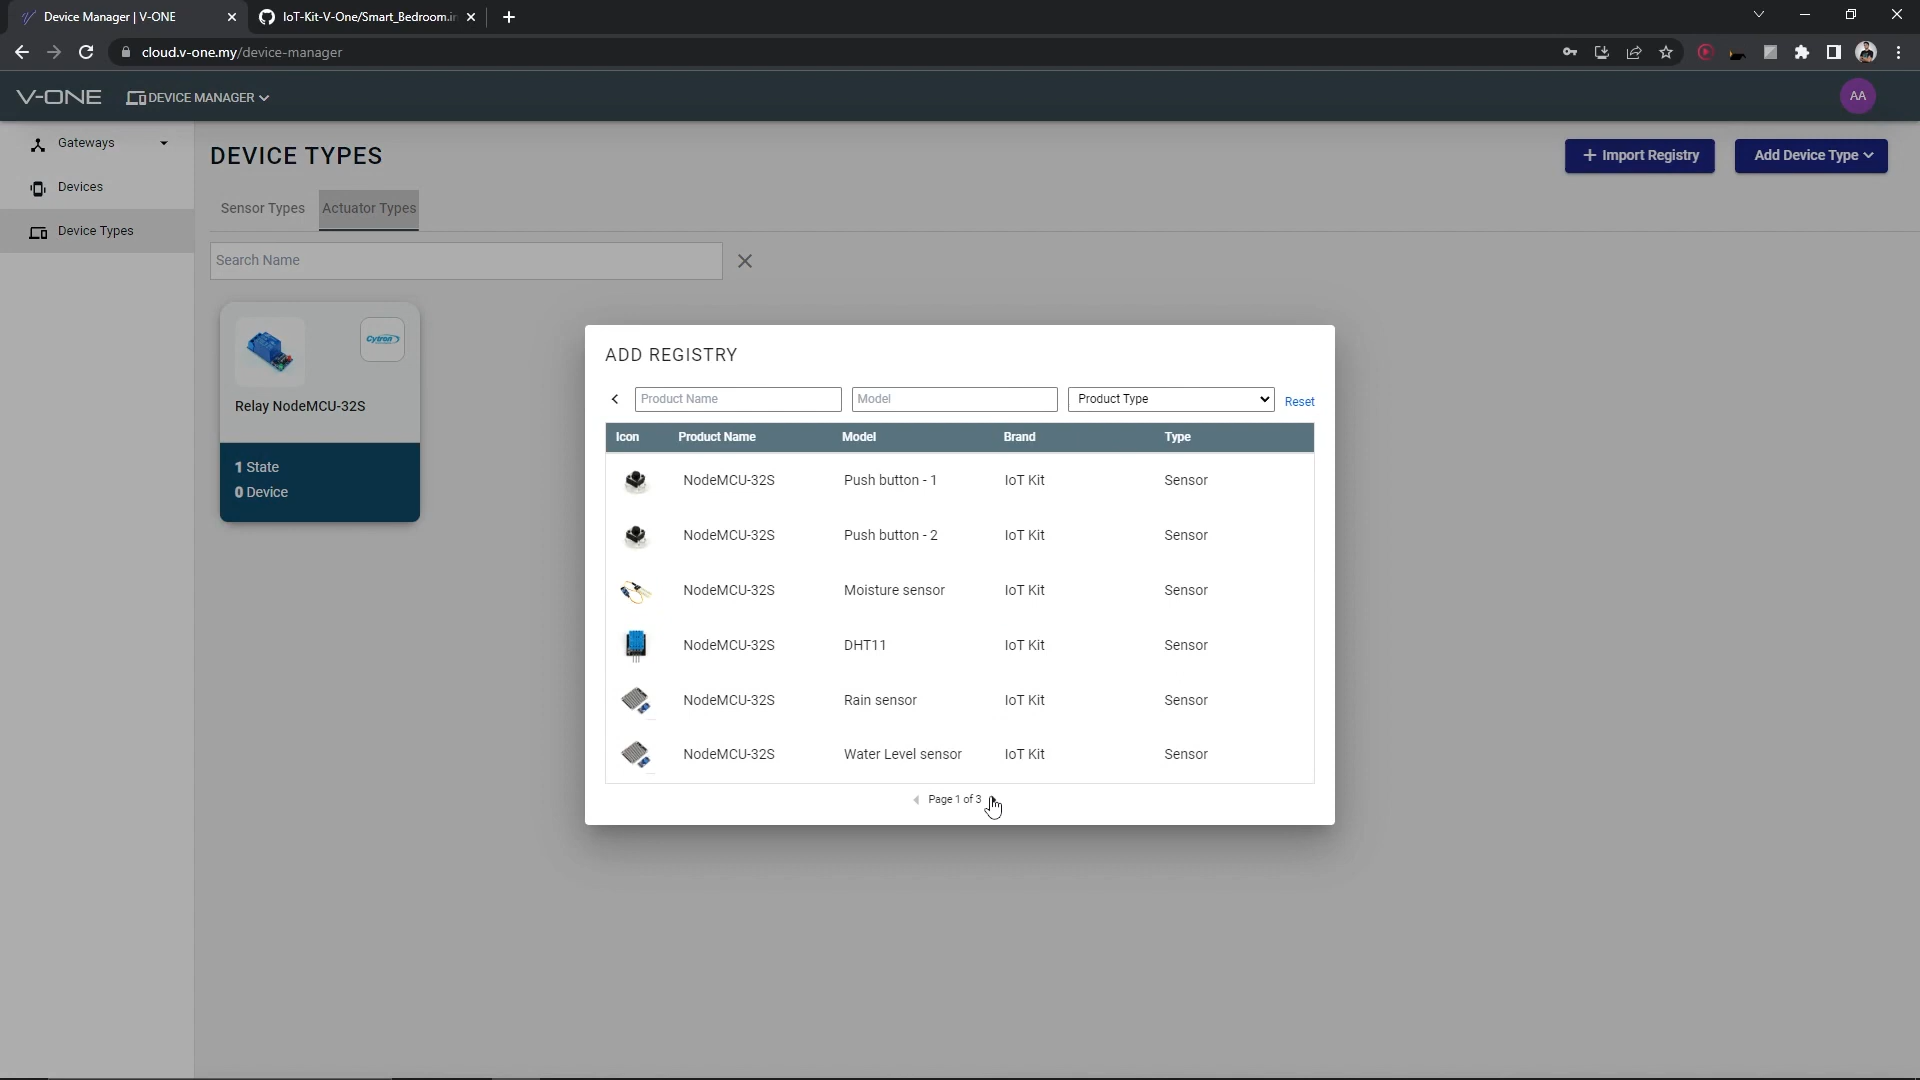 Device Manager | V-ONE
IoT-Kit-V-One/Smart_Bedroom.in
cloud.v-one.my/device-manager
V-ONE
DEVICE MANAGER
AA
Gateways
Devices
Device Types
DEVICE TYPES
+ Import Registry
Add Device Type
Sensor Types
Actuator Types
Search Name
Cytron
Relay NodeMCU-32S
1 State
0 Device
ADD REGISTRY
Product Name
Model
Product Type
Reset
Icon Product Name Model Brand Type
NodeMCU-32S Push button - 1 IoT Kit Sensor
NodeMCU-32S Push button - 2 IoT Kit Sensor
NodeMCU-32S Moisture sensor IoT Kit Sensor
NodeMCU-32S DHT11 IoT Kit Sensor
NodeMCU-32S Rain sensor IoT Kit Sensor
NodeMCU-32S Water Level sensor IoT Kit Sensor
Page 1 of 3